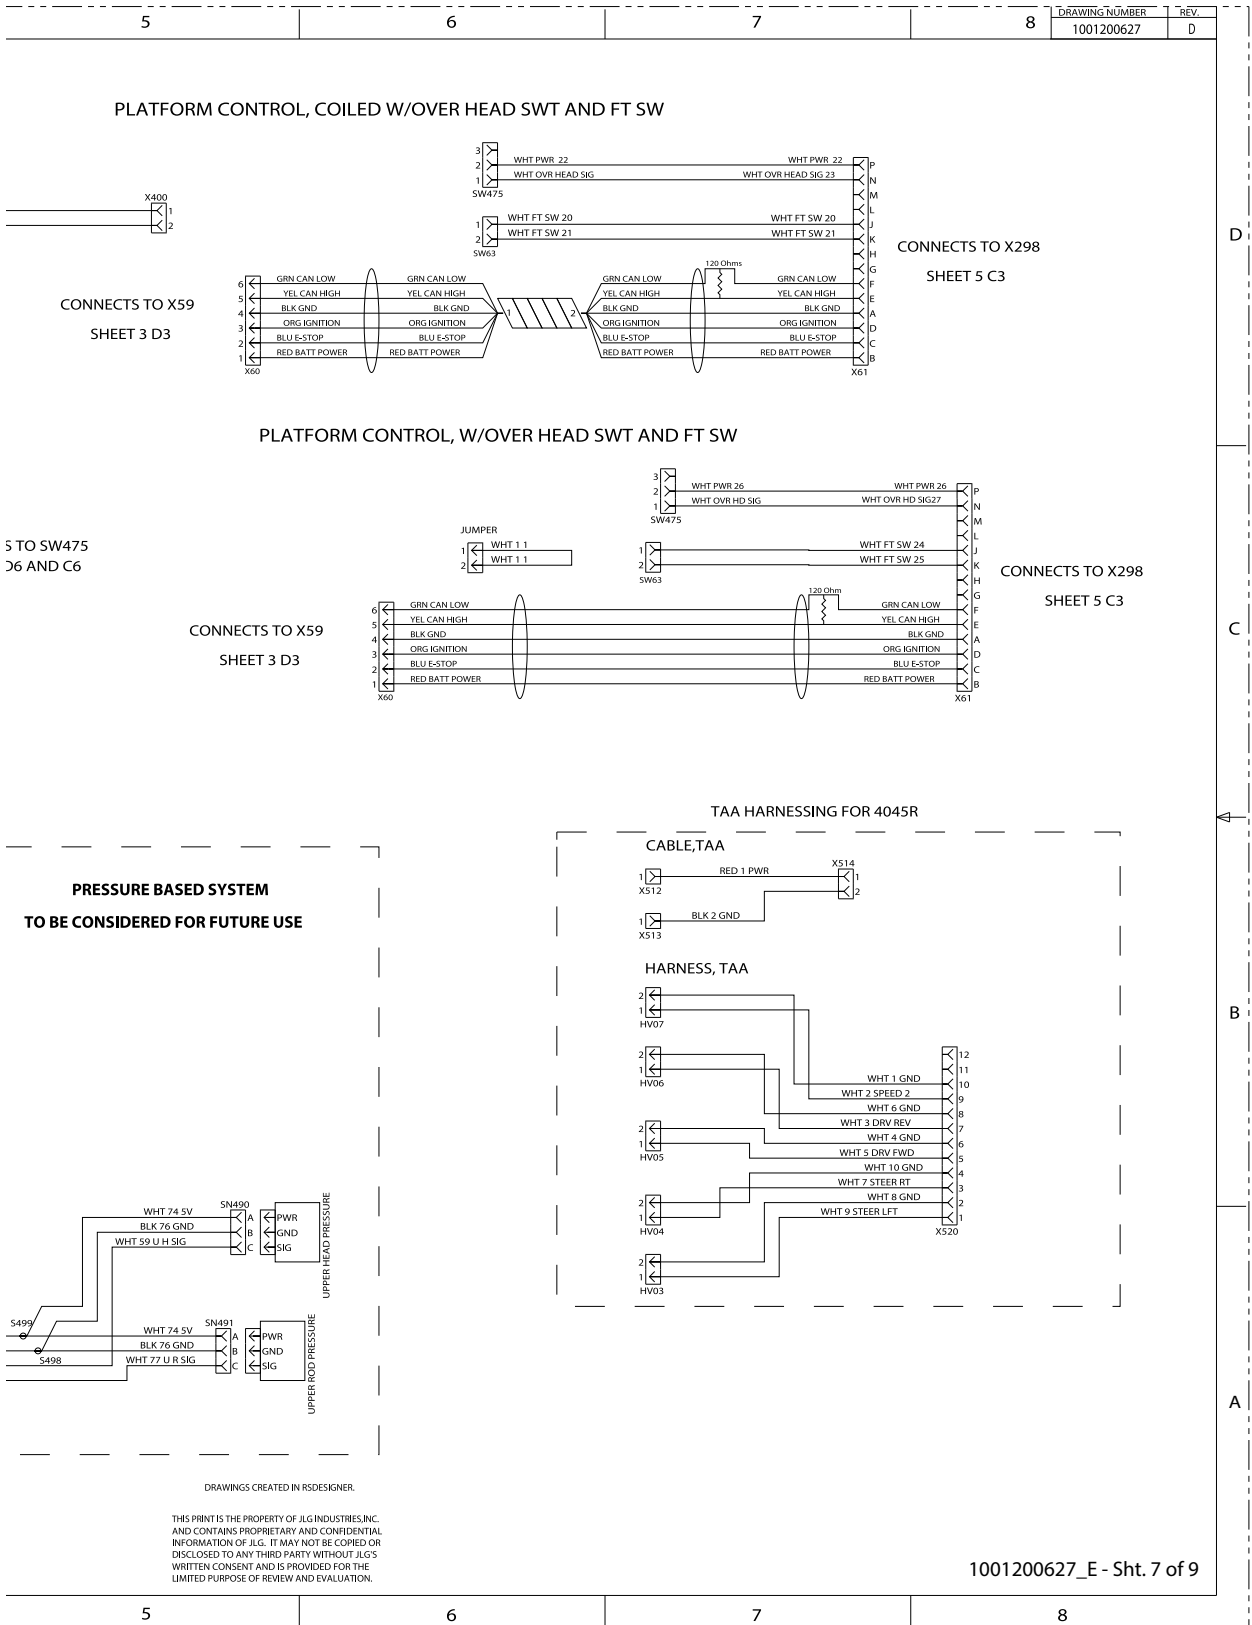 5 6 7 8
DRAWING NUMBER REV.
1001200627 D
PLATFORM CONTROL, COILED W/OVER HEAD SWT AND FT SW
X400
1
2
3
2 WHT PWR 22 WHT PWR 22 P
1 WHT OVR HEAD SIG WHT OVR HEAD SIG 23 N
SW475
M
L
1 WHT FT SW 20 WHT FT SW 20 J
2 WHT FT SW 21 WHT FT SW 21 K
SW63
H
G
120 Ohms
6 GRN CAN LOW GRN CAN LOW GRN CAN LOW GRN CAN LOW F
5 YEL CAN HIGH YEL CAN HIGH YEL CAN HIGH YEL CAN HIGH E
4 BLK GND BLK GND 1 2 BLK GND BLK GND A
3 ORG IGNITION ORG IGNITION ORG IGNITION ORG IGNITION D
2 BLU E-STOP BLU E-STOP BLU E-STOP BLU E-STOP C
1 RED BATT POWER RED BATT POWER RED BATT POWER RED BATT POWER B
X60 X61
CONNECTS TO X59
SHEET 3 D3
CONNECTS TO X298
SHEET 5 C3
D
PLATFORM CONTROL, W/OVER HEAD SWT AND FT SW
3
2 WHT PWR 26 WHT PWR 26 P
1 WHT OVR HD SIG WHT OVR HD SIG27 N
SW475
M
L
JUMPER
1 WHT 1 1
2 WHT 1 1
1 WHT FT SW 24 J
2 WHT FT SW 25 K
SW63
H
G
120 Ohm
6 GRN CAN LOW GRN CAN LOW F
5 YEL CAN HIGH YEL CAN HIGH E
4 BLK GND BLK GND A
3 ORG IGNITION ORG IGNITION D
2 BLU E-STOP BLU E-STOP C
1 RED BATT POWER RED BATT POWER B
X60 X61
S TO SW475
D6 AND C6
CONNECTS TO X59
SHEET 3 D3
CONNECTS TO X298
SHEET 5 C3
C
TAA HARNESSING FOR 4045R
CABLE,TAA
1 RED 1 PWR X514 1
X512 2
1 BLK 2 GND
X513
HARNESS, TAA
2
1
HV07
2
1
HV06
2
1
HV05
2
1
HV04
2
1
HV03
12
11
WHT 1 GND 10
WHT 2 SPEED 2 9
WHT 6 GND 8
WHT 3 DRV REV 7
WHT 4 GND 6
WHT 5 DRV FWD 5
WHT 10 GND 4
WHT 7 STEER RT 3
WHT 8 GND 2
WHT 9 STEER LFT 1
X520
B
PRESSURE BASED SYSTEM
TO BE CONSIDERED FOR FUTURE USE
SN490
WHT 74 5V A PWR
BLK 76 GND B GND
WHT 59 U H SIG C SIG
UPPER HEAD PRESSURE
S499
S498
SN491
WHT 74 5V A PWR
BLK 76 GND B GND
WHT 77 U R SIG C SIG
UPPER ROD PRESSURE
A
DRAWINGS CREATED IN RSDESIGNER.
THIS PRINT IS THE PROPERTY OF JLG INDUSTRIES,INC.
AND CONTAINS PROPRIETARY AND CONFIDENTIAL
INFORMATION OF JLG. IT MAY NOT BE COPIED OR
DISCLOSED TO ANY THIRD PARTY WITHOUT JLG'S
WRITTEN CONSENT AND IS PROVIDED FOR THE
LIMITED PURPOSE OF REVIEW AND EVALUATION.
1001200627_E - Sht. 7 of 9
5 6 7 8